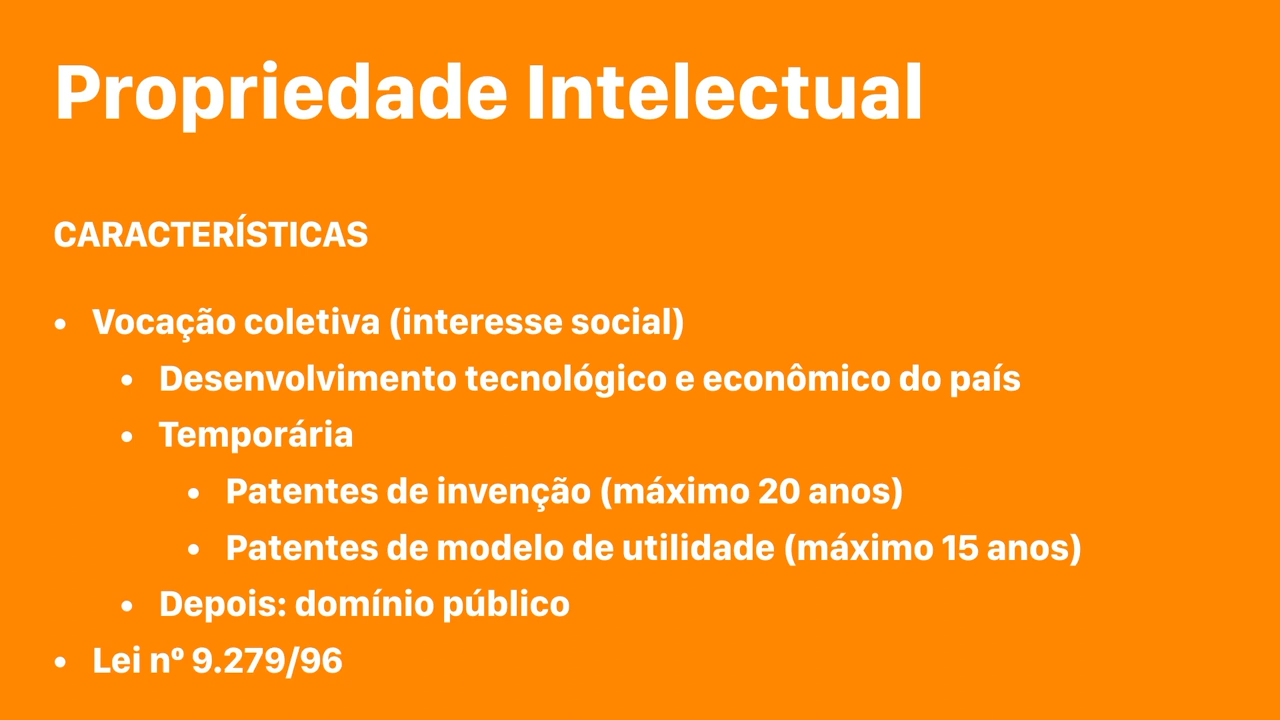 Propriedade Intelectual
CARACTERÍSTICAS
• Vocação coletiva (interesse social)
• Desenvolvimento tecnológico e econômico do país
• Temporária
• Patentes de invenção (máximo 20 anos)
• Patentes de modelo de utilidade (máximo 15 anos)
• Depois: domínio público
• Lei nº 9.279/96